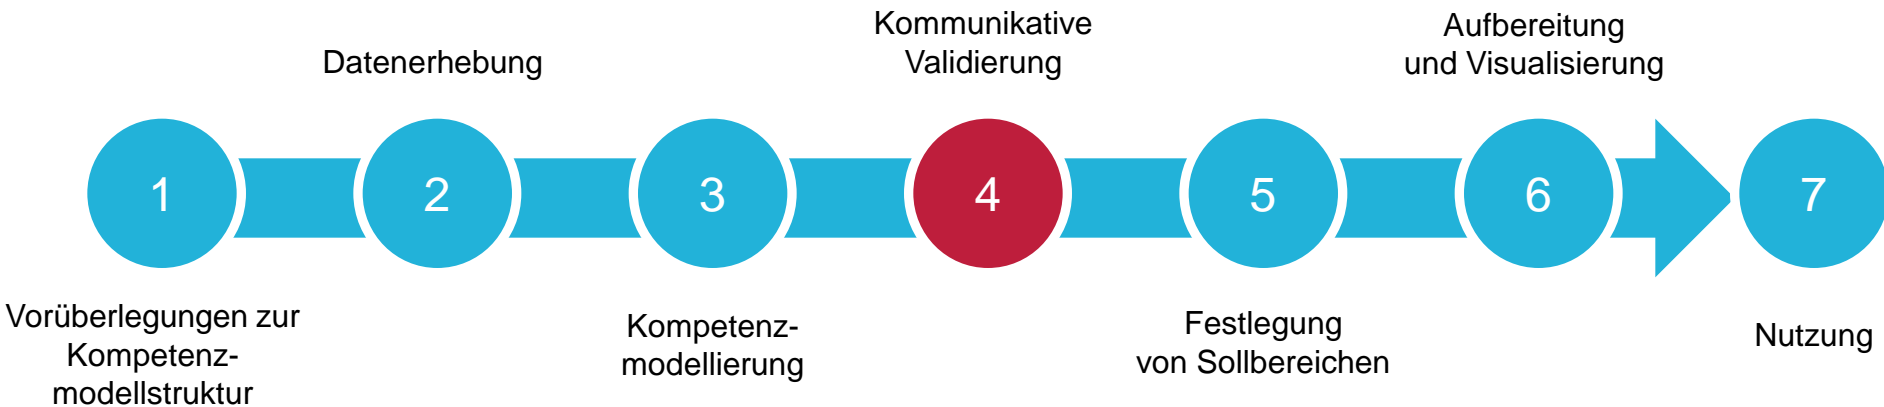 Kommunikative
Validierung
Aufbereitung
und Visualisierung
Datenerhebung
1
2
3
4
5
6
7
Vorüberlegungen zur
Kompetenz-
modellstruktur
Kompetenz-
modellierung
Festlegung
von Sollbereichen
Nutzung